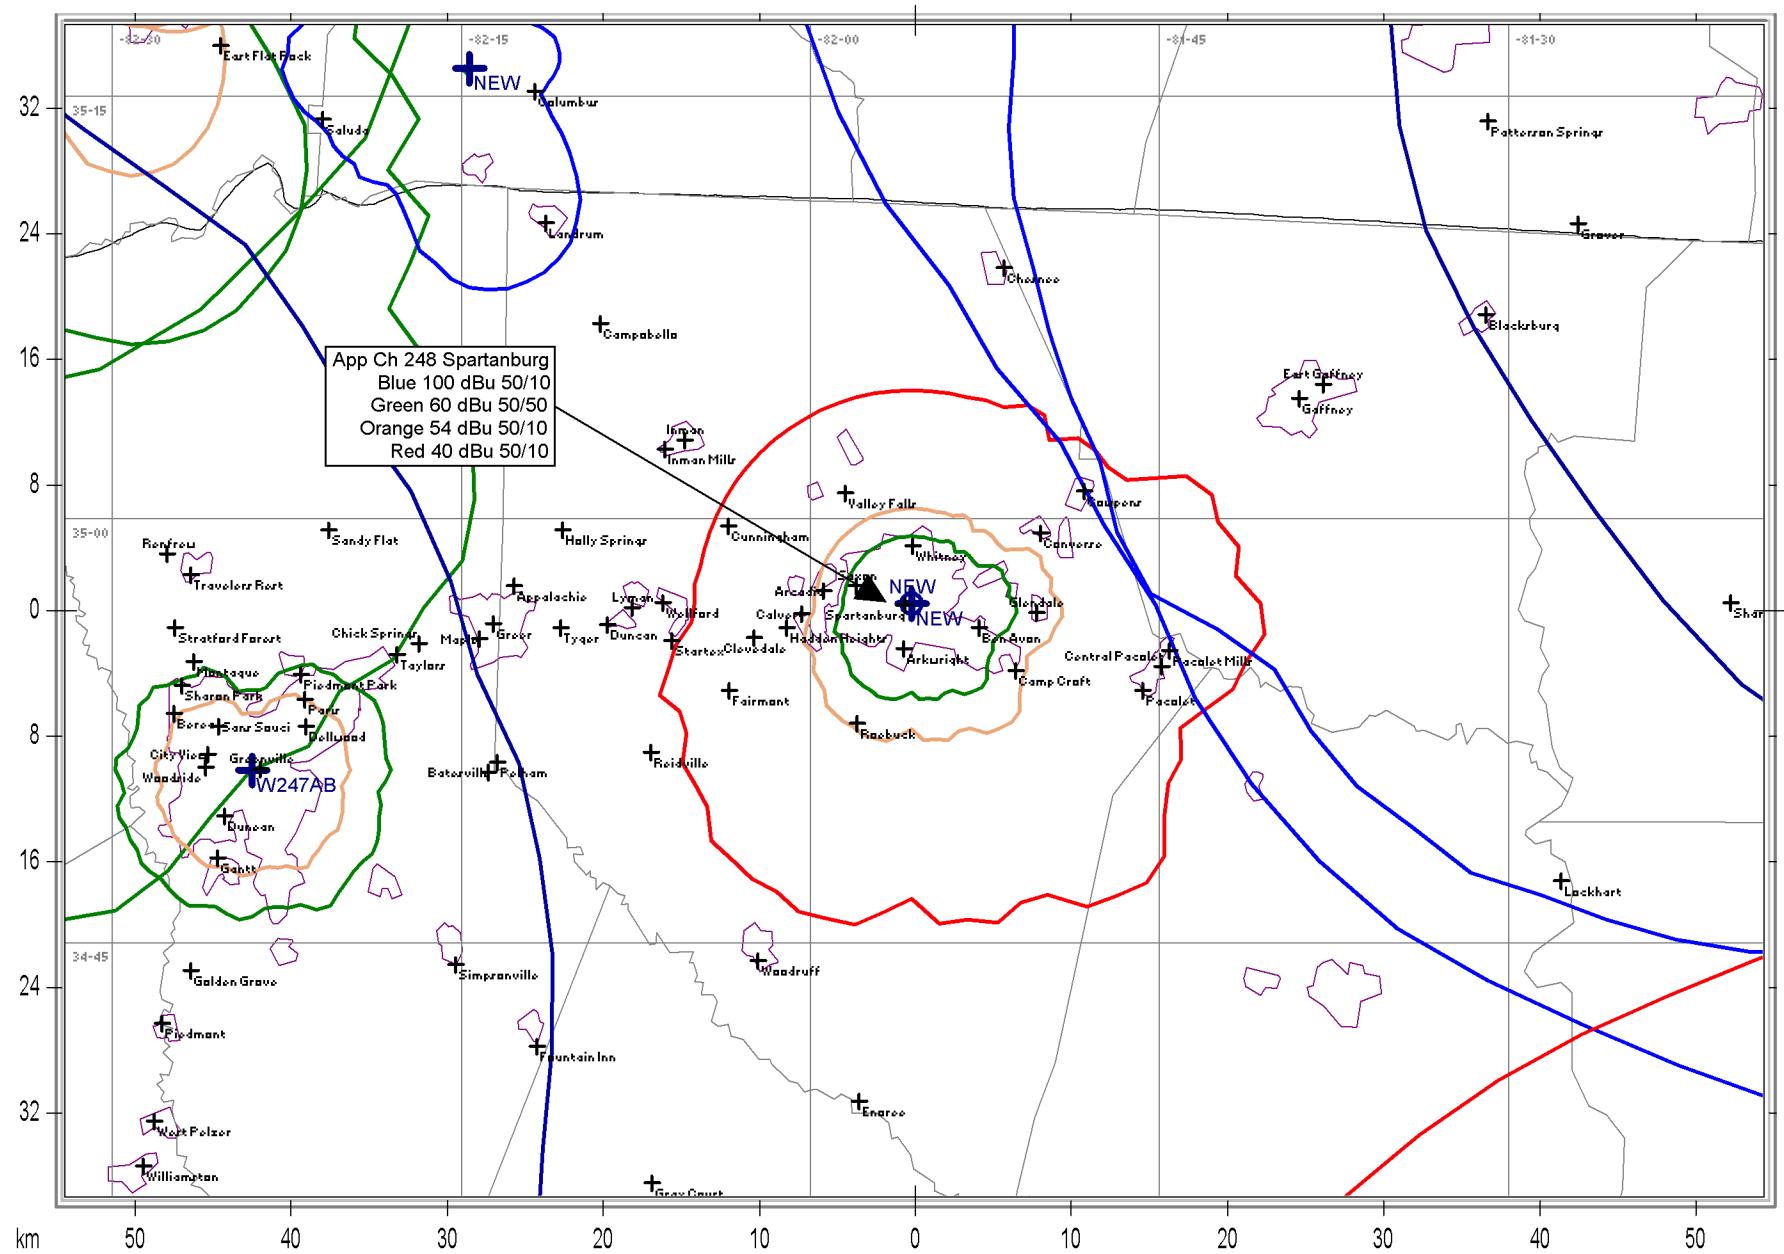 -82-30
-82-15
-82-00
-81-45
-81-30
East Flat Rock
NEW
Columbus
32
35-15
Saluda
Patterson Springs
24
Landrum
Grover
Chesnee
Campobello
Blacksburg
16
App Ch 248 Spartanburg
Blue 100 dBu 50/10
Green 60 dBu 50/50
Orange 54 dBu 50/10
Red 40 dBu 50/10
East Gaffney
Gaffney
Inman
Inman Mills
8
Valley Falls
Cowpens
35-00
Sandy Flat
Holly Springs
Cunningham
Converse
Renfrew
Whitney
Travelers Rest
Saxon
NEW
Appalachie
Arcadia
Lyman
Wellford
Glendale
0
Calvert
Spartanburg
NEW
Stratford Forest
Chick Springs
Greer
Tyger
Duncan
Startex
Clevedale
Hadden Heights
Ben Avon
Taylors
Arkwright
Central Pacolet
Pacolet Mills
Montague
Piedmont Park
Camp Croft
Sharon Park
Paris
Fairmont
Pacolet
Berea
Sans Souci
Dellwood
Roebuck
8
City View
Greenville
Reidville
Woodside
W247AB
Batesville
Pelham
Duncan
16
Gantt
Lockhart
34-45
Golden Grove
Simpsonville
Woodruff
24
Piedmont
Fountain Inn
32
West Pelzer
Enoree
Williamston
Gray Court
km
50
40
30
20
10
0
10
20
30
40
50